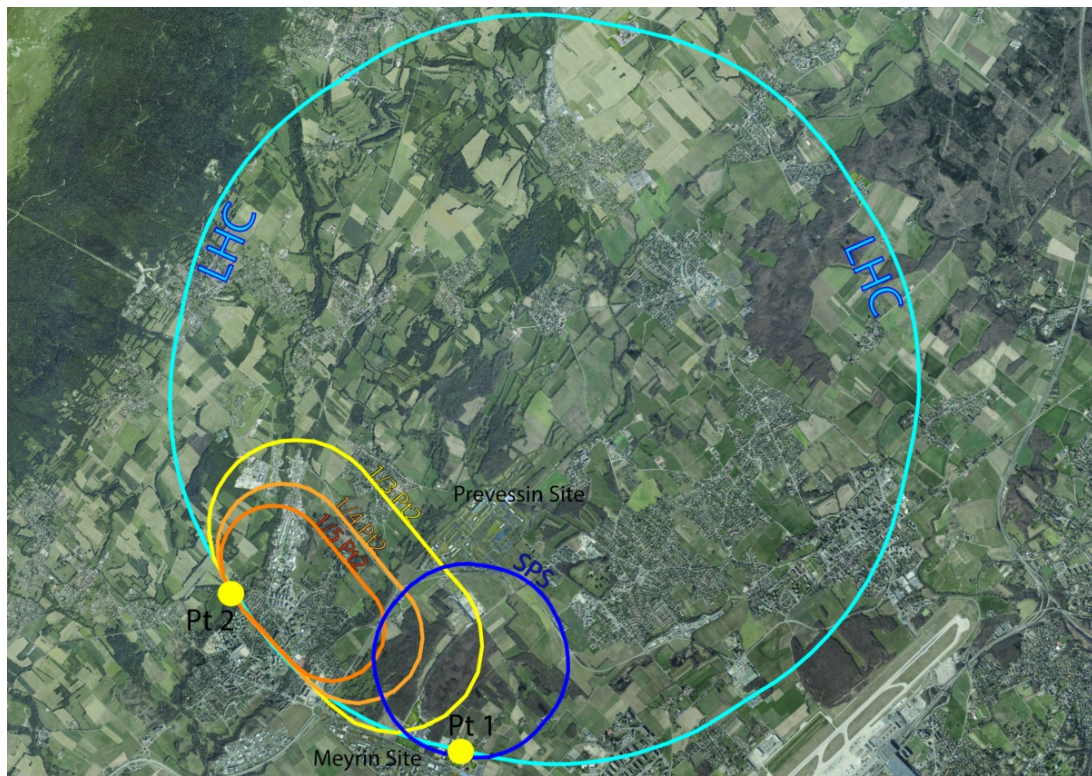 LHC
LHC
1/3 Pt2
Prevessin Site
1/4 Pt2
1/5 Pt2
SPS
Pt 2
Pt 1
Meyrin Site